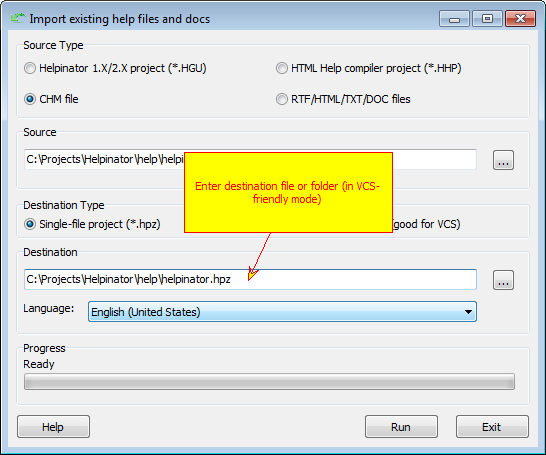 Import existing help files and docs
Source Type
Helpinator 1.X/2.X project (*.HGU)
HTML Help compiler project (*.HHP)
CHM file
RTF/HTML/TXT/DOC files
Source
C:\Projects\Helpinator\help\helpi
...
Enter destination file or folder (in VCS-
friendly mode)
Destination Type
Single-file project (*.hpz)
(good for VCS)
Destination
C:\Projects\Helpinator\help\helpinator.hpz
...
Language:
English (United States)
Progress
Ready
Help
Run
Exit